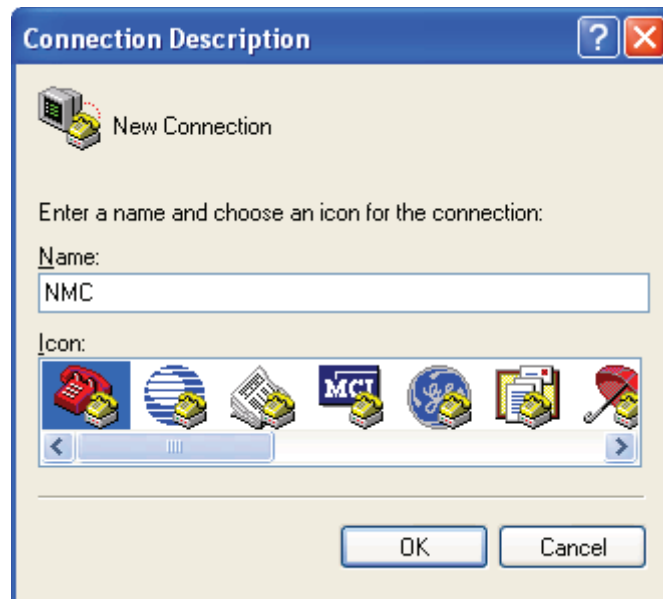 Connection Description
New Connection
Enter a name and choose an icon for the connection:
Name:
NMC
Icon:
MCI
OK
Cancel